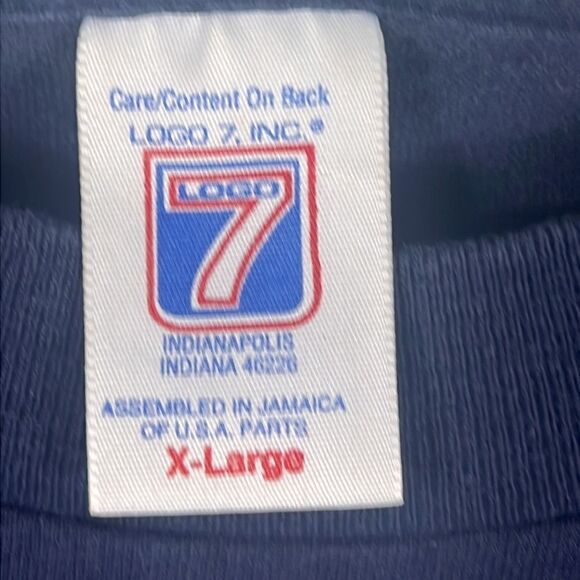 Care/Content On Back
LOGO 7, INC.®
LOGO
7
INDIANAPOLIS
INDIANA 46226
ASSEMBLED IN JAMAICA
OF U.S.A. PARTS
X-Large